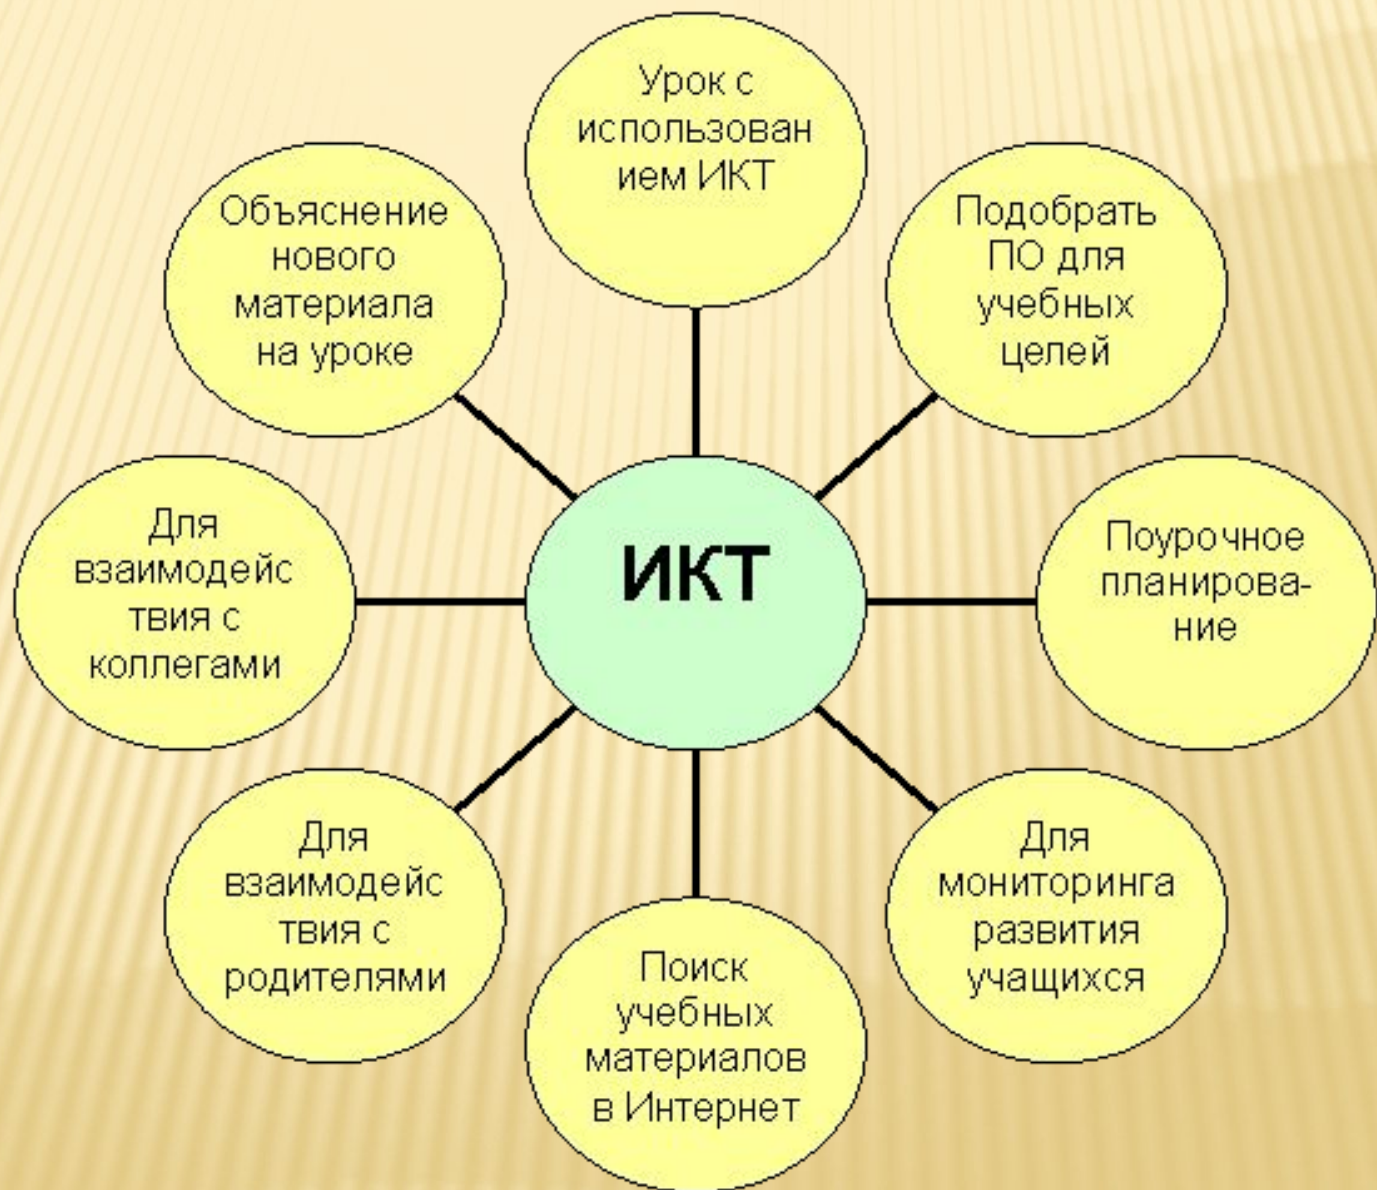 Урок с
использован
ием ИКТ
Подобрать
ПО для
учебных
целей
Поурочное
планирова-
ние
Для
мониторинга
развития
учащихся
Поиск
учебных
материалов
в Интернет
Для
взаимодейс
твия с
родителями
Для
взаимодейс
твия с
коллегами
Объяснение
нового
материала
на уроке
ИКТ